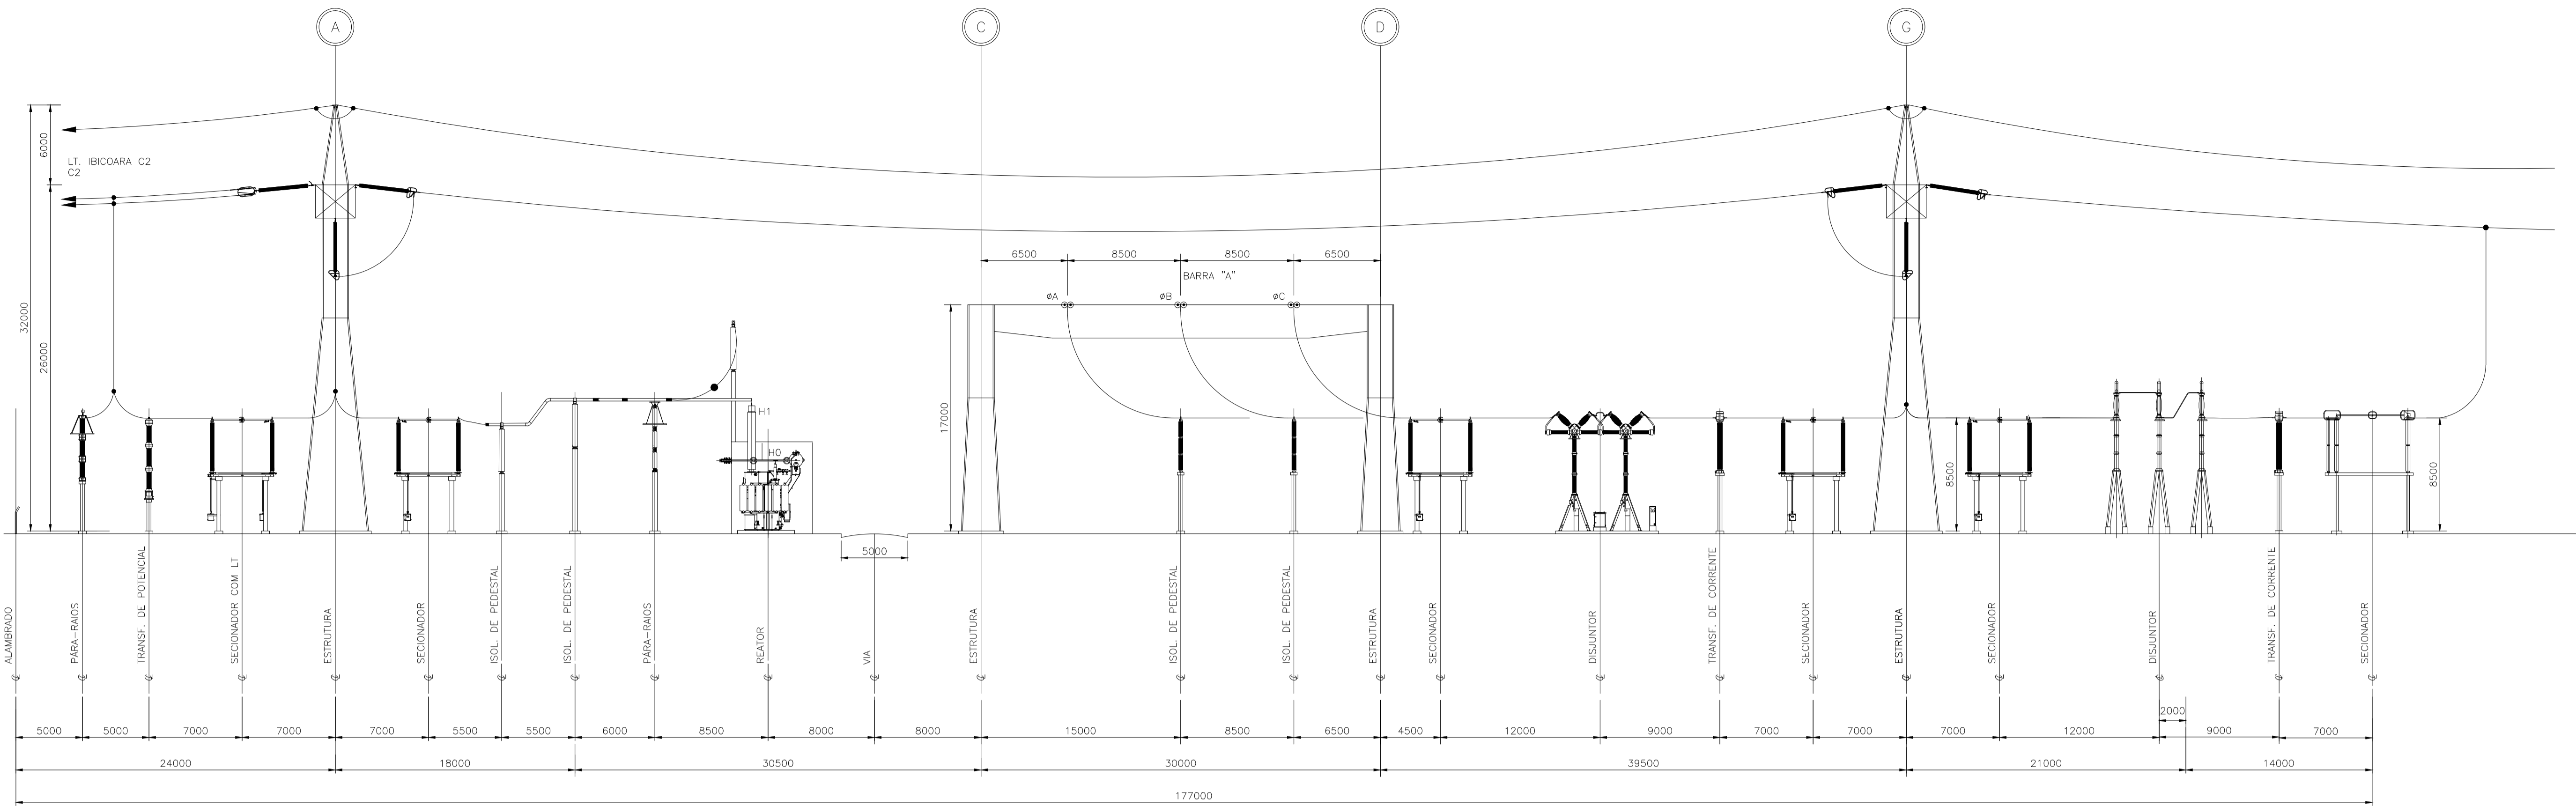 A
C
D
G
6000
32000
26000
LT. IBICOARA C2
C2
6500
8500
8500
6500
BARRA "A"
øA
øB
øC
17000
H1
H0
8500
8500
5000
ALAMBRADO
PÁRA-RAIOS
TRANSF. DE POTENCIAL
SECIONADOR COM LT
ESTRUTURA
SECIONADOR
ISOL. DE PEDESTAL
ISOL. DE PEDESTAL
PÁRA-RAIOS
REATOR
VIA
ESTRUTURA
ISOL. DE PEDESTAL
ISOL. DE PEDESTAL
ESTRUTURA
SECIONADOR
DISJUNTOR
TRANSF. DE CORRENTE
SECIONADOR
ESTRUTURA
SECIONADOR
DISJUNTOR
TRANSF. DE CORRENTE
SECIONADOR
2000
5000
5000
7000
7000
7000
5500
5500
6000
8500
8000
8000
15000
8500
6500
4500
12000
9000
7000
7000
7000
12000
9000
7000
24000
18000
30500
30000
39500
21000
14000
177000